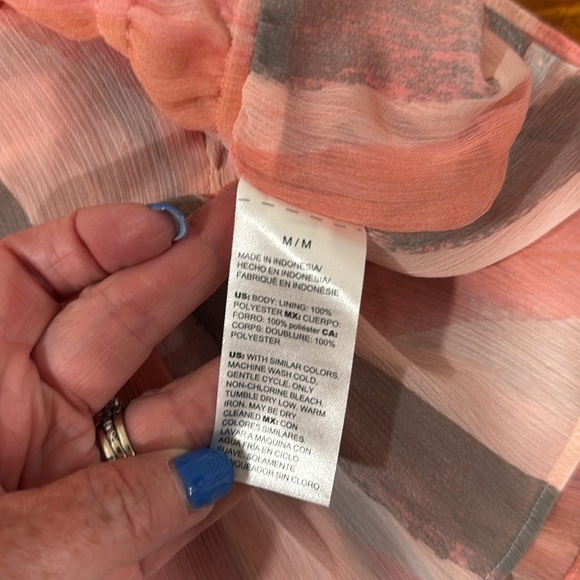 M/M
MADE IN INDONESIA/
HECHO EN INDONESIA/
FABRIQUÉ EN INDONÉSIE
US: BODY: LINING: 100%
POLYESTER MX: CUERPO:
FORRO: 100% poliéster CA:
CORPS: DOUBLURE: 100%
POLYESTER
US: WITH SIMILAR COLORS.
MACHINE WASH COLD,
GENTLE CYCLE. ONLY
NON-CHLORINE BLEACH.
TUMBLE DRY LOW. WARM
IRON. MAY BE DRY
CLEANED MX: CON
COLORES SIMILARES.
LAVAR A MÁQUINA CON
AGUA FRÍA EN CICLO
SUAVE. SOLAMENTE
SIN CLORO.